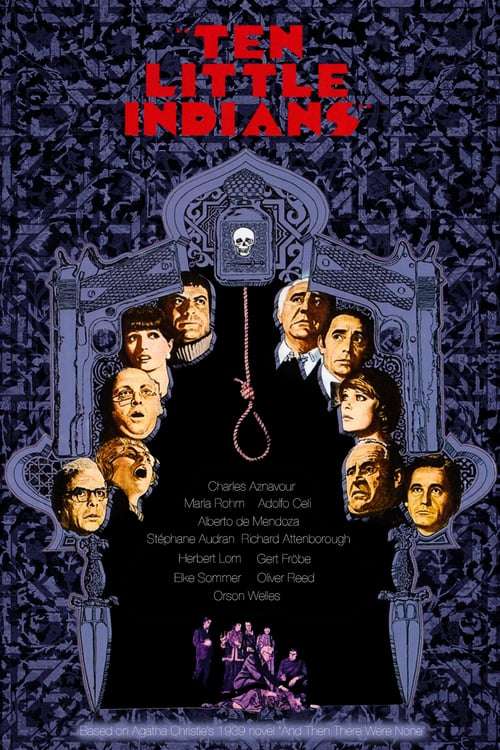 "TEN
LITTLE
INDIANS"
Charles Aznavour
Maria Rohm Adolfo Celi
Alberto de Mendoza
Stéphane Audran Richard Attenborough
Herbert Lom Gert Fröbe
Elke Sommer Oliver Reed
Orson Welles
Based on Agatha Christie's 1939 novel "And Then There Were None"